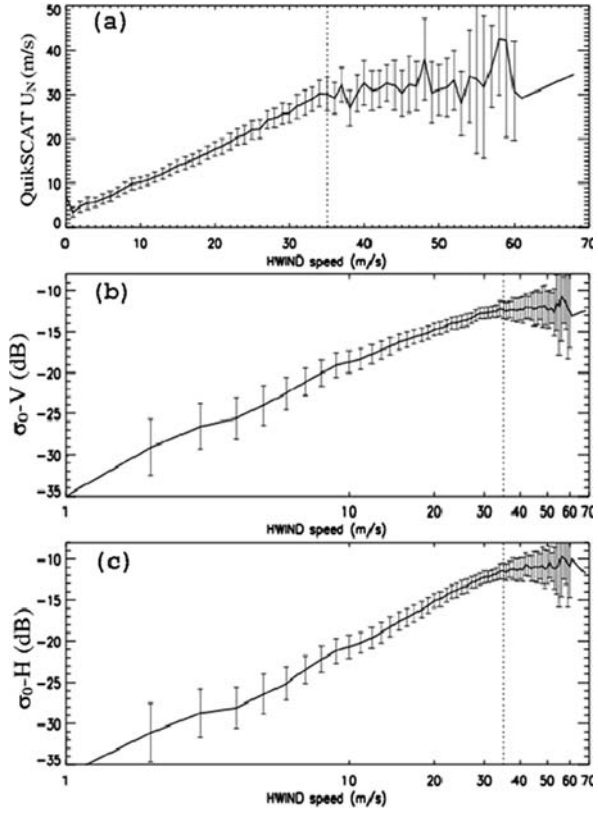 (a)
QuikSCAT U_N (m/s)
50
40
30
20
10
0
0 10 20 30 40 50 60 70
HWIND speed (m/s)
(b)
σ₀-V (dB)
-10
-15
-20
-25
-30
-35
1 10 20 30 40 50 60 70
HWIND speed (m/s)
(c)
σ₀-H (dB)
-10
-15
-20
-25
-30
-35
1 10 20 30 40 50 60 70
HWIND speed (m/s)